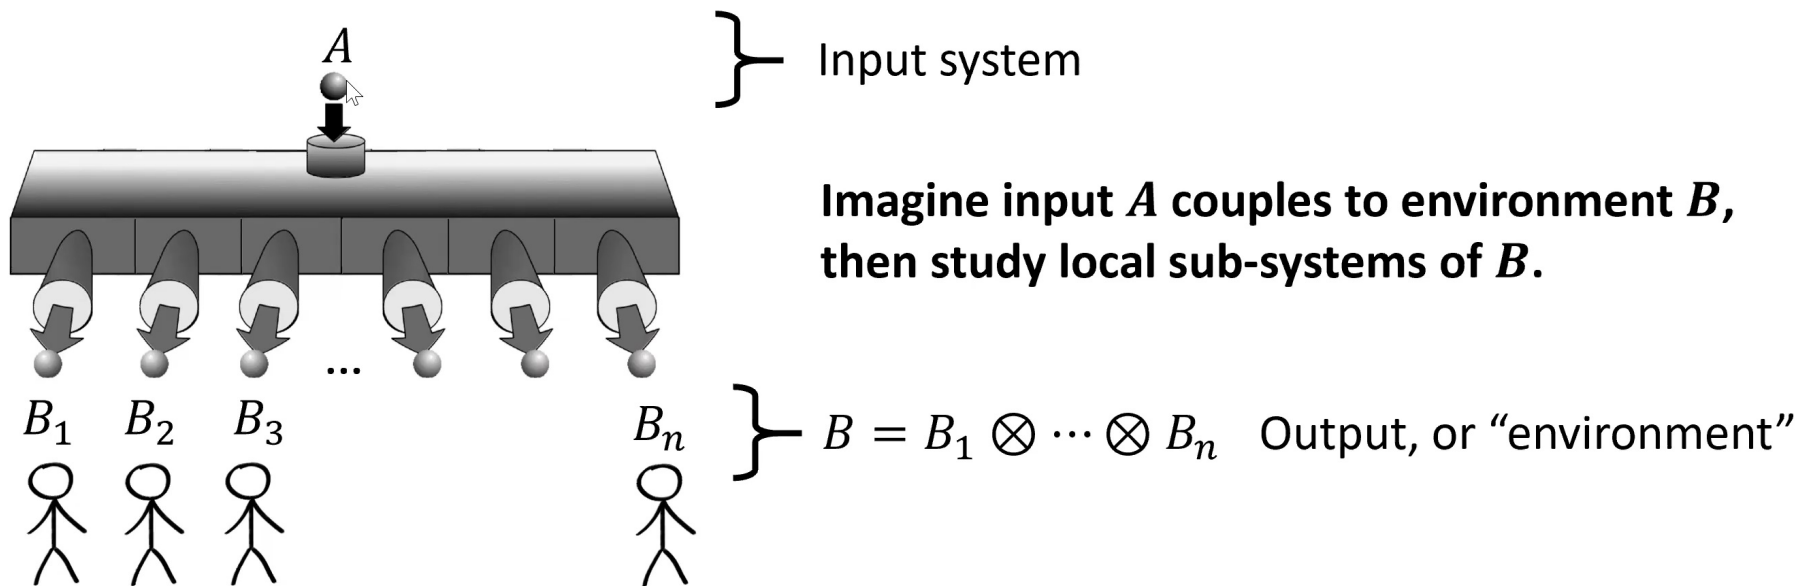 A
Input system
Imagine input A couples to environment B,
then study local sub-systems of B.
...
B₁ B₂ B₃ Bₙ
B = B₁ ⊗ ⋯ ⊗ Bₙ Output, or “environment”